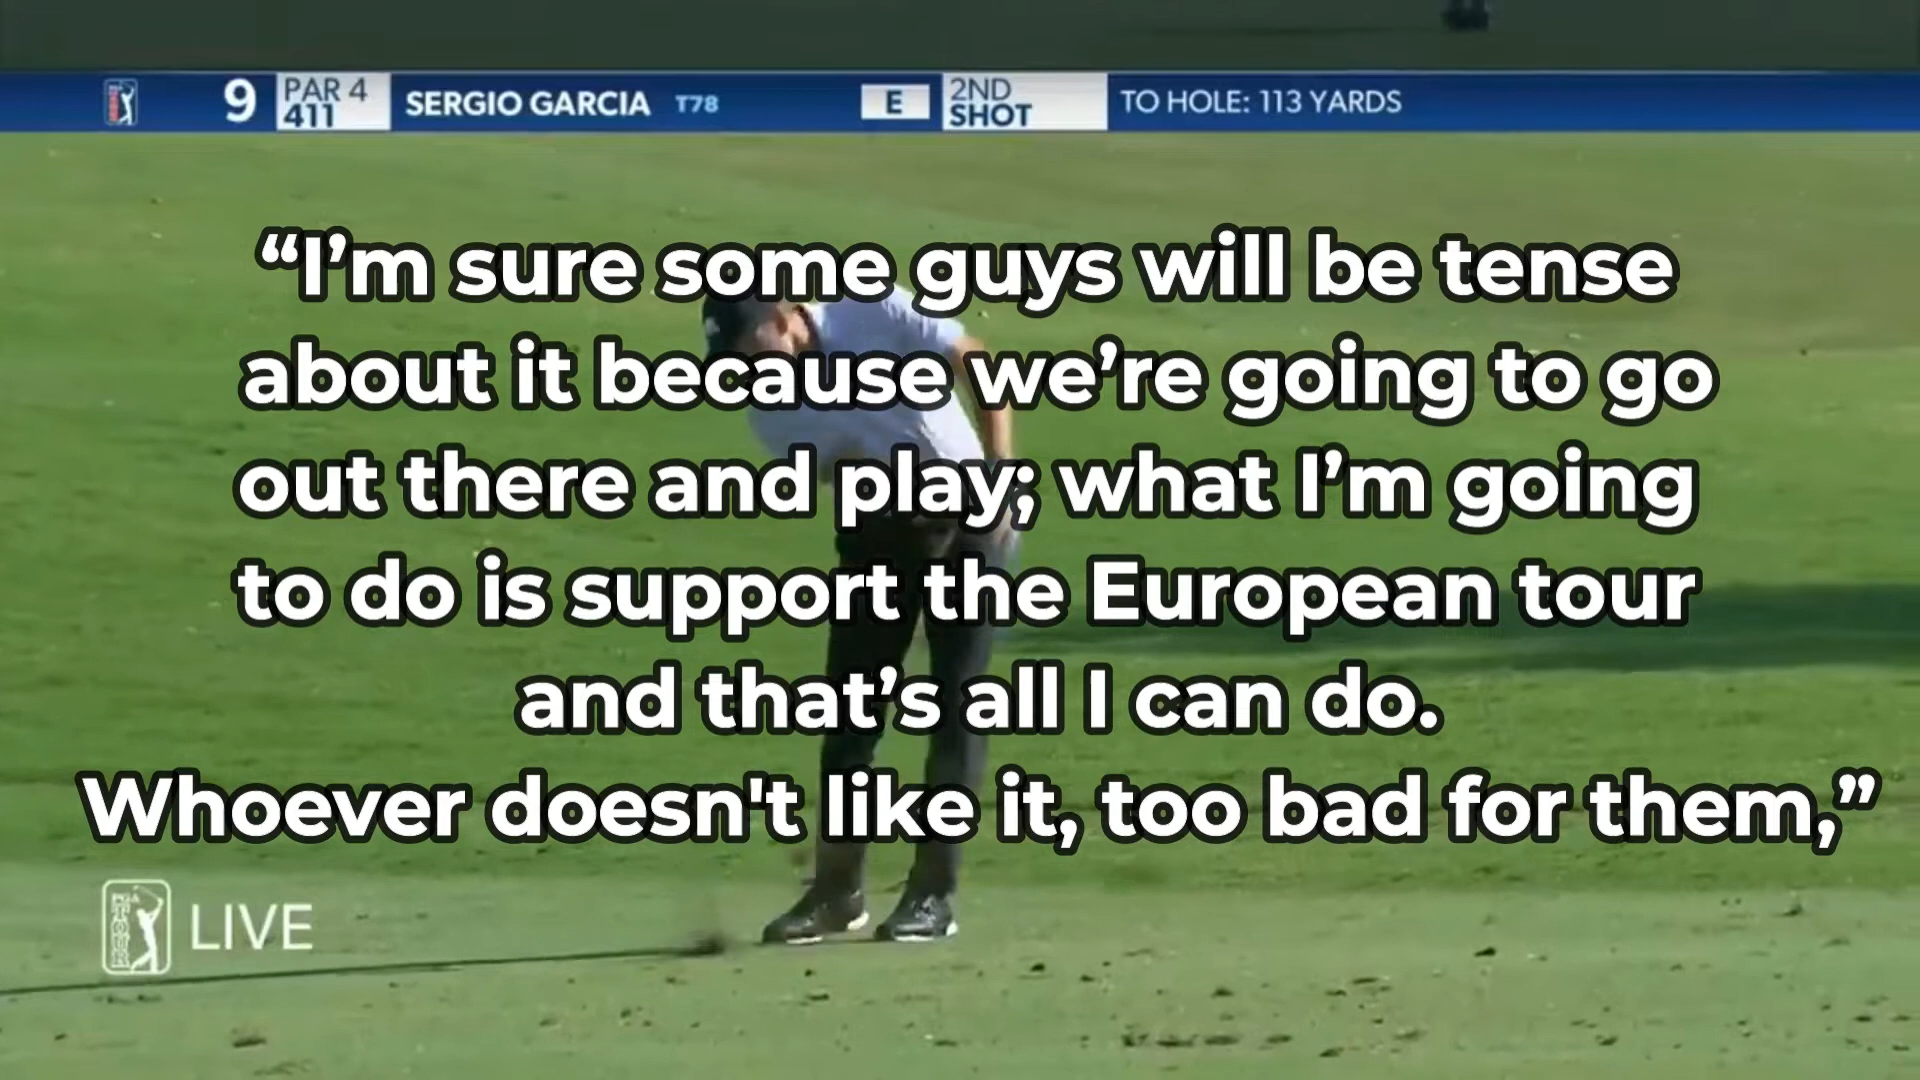 9
PAR 4
411
SERGIO GARCIA T78
E
2ND
SHOT
TO HOLE: 113 YARDS
“I’m sure some guys will be tense
about it because we’re going to go
out there and play; what I’m going
to do is support the European tour
and that’s all I can do.
Whoever doesn't like it, too bad for them,”
PGA TOUR
LIVE